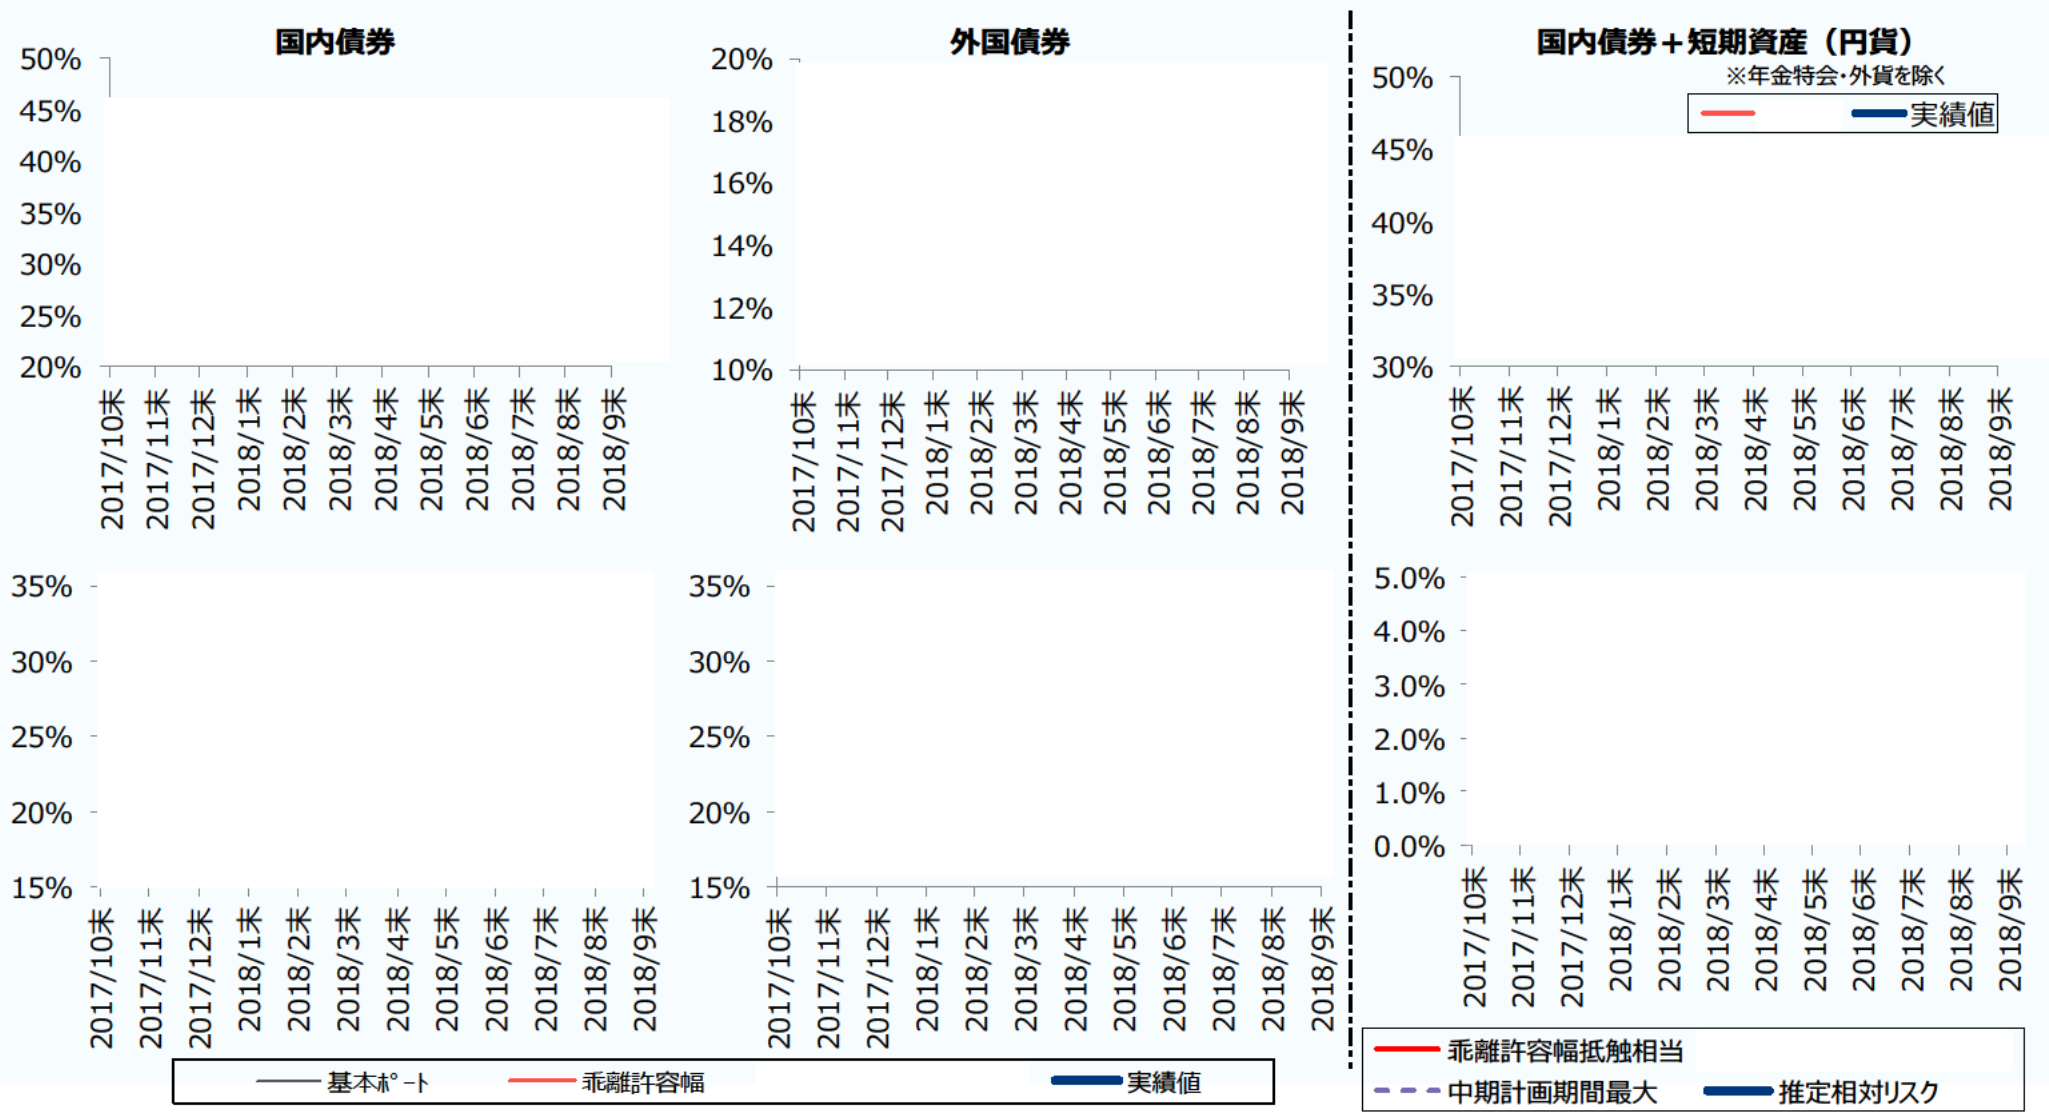 国内債券
50%
45%
40%
35%
30%
25%
20%
2017/10末
2017/11末
2017/12末
2018/1末
2018/2末
2018/3末
2018/4末
2018/5末
2018/6末
2018/7末
2018/8末
2018/9末
外国債券
20%
18%
16%
14%
12%
10%
2017/10末
2017/11末
2017/12末
2018/1末
2018/2末
2018/3末
2018/4末
2018/5末
2018/6末
2018/7末
2018/8末
2018/9末
国内債券+短期資産（円貨）
※年金特会・外貨を除く
実績値
50%
45%
40%
35%
30%
2017/10末
2017/11末
2017/12末
2018/1末
2018/2末
2018/3末
2018/4末
2018/5末
2018/6末
2018/7末
2018/8末
2018/9末
35%
30%
25%
20%
15%
2017/10末
2017/11末
2017/12末
2018/1末
2018/2末
2018/3末
2018/4末
2018/5末
2018/6末
2018/7末
2018/8末
2018/9末
35%
30%
25%
20%
15%
2017/10末
2017/11末
2017/12末
2018/1末
2018/2末
2018/3末
2018/4末
2018/5末
2018/6末
2018/7末
2018/8末
2018/9末
基本ﾎﾟｰﾄ 乖離許容幅 実績値
5.0%
4.0%
3.0%
2.0%
1.0%
0.0%
2017/10末
2017/11末
2017/12末
2018/1末
2018/2末
2018/3末
2018/4末
2018/5末
2018/6末
2018/7末
2018/8末
2018/9末
乖離許容幅抵触相当
中期計画期間最大 推定相対リスク